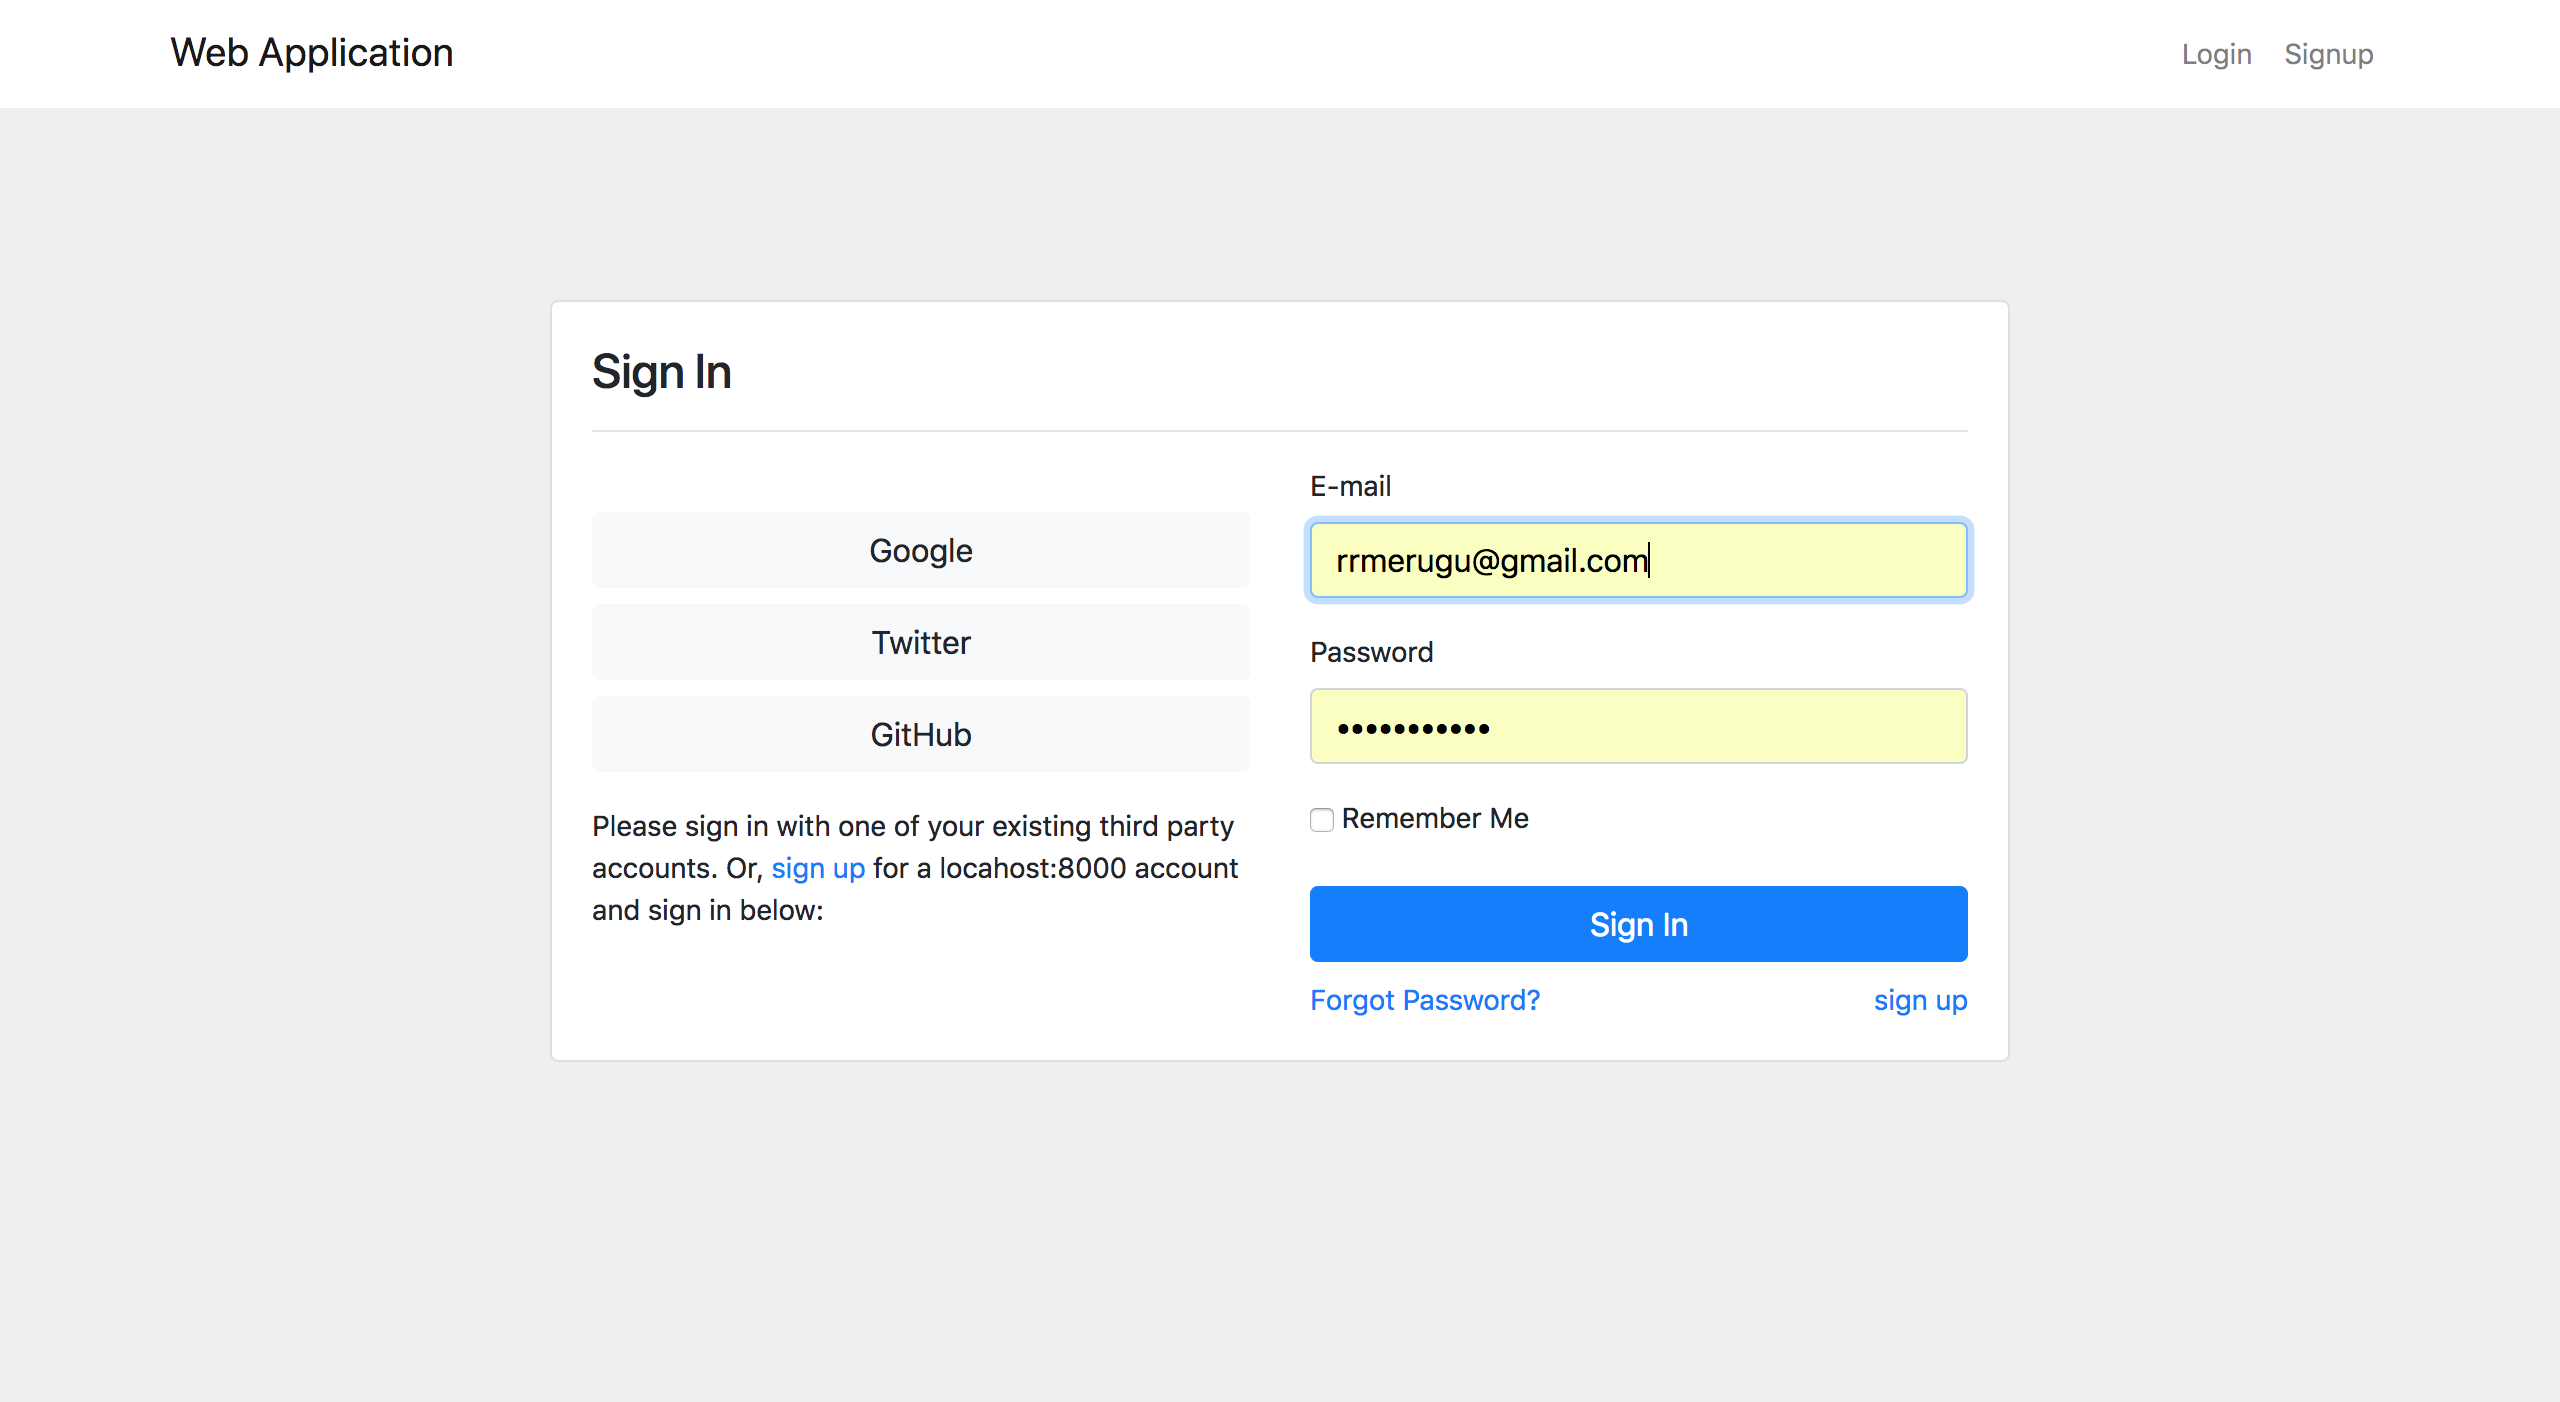 Web Application
Login Signup
Sign In
Google
Twitter
GitHub
Please sign in with one of your existing third party
accounts. Or, sign up for a locahost:8000 account
and sign in below:
E-mail
rrmerugu@gmail.com
Password
•••••••••••
Remember Me
Sign In
Forgot Password? sign up